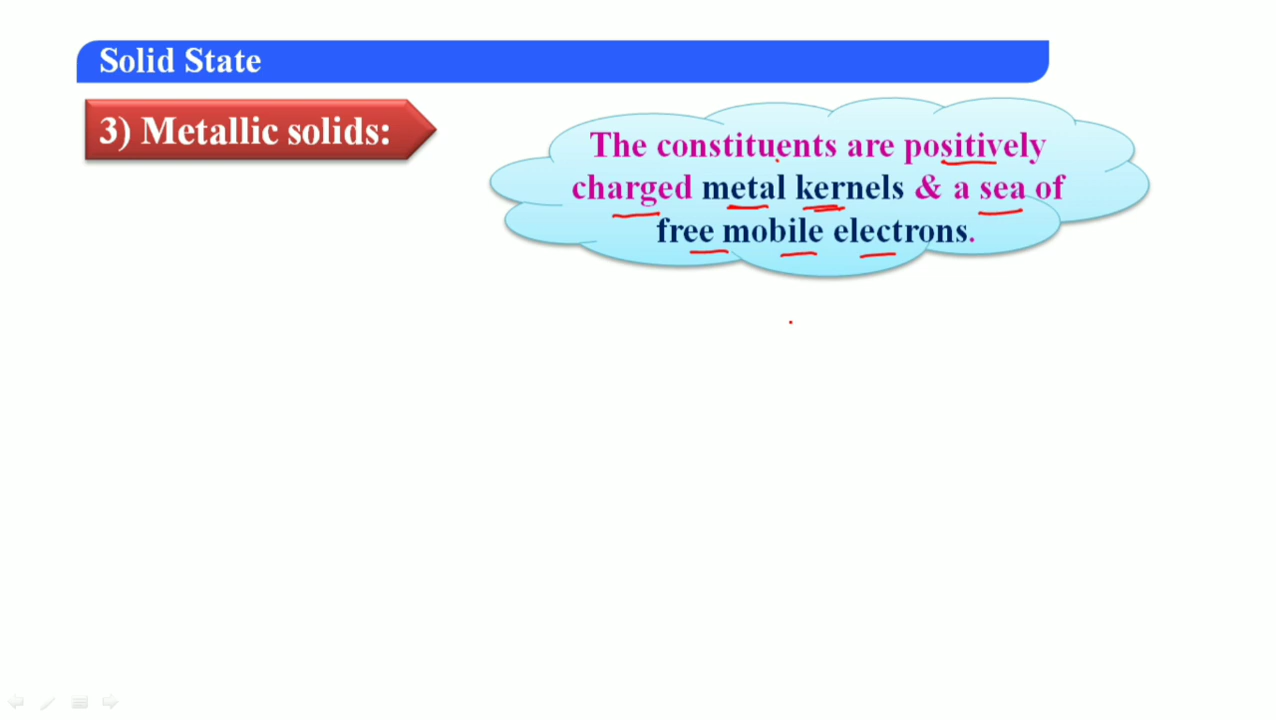 Solid State
3) Metallic solids:
The constituents are positively
charged metal kernels & a sea of
free mobile electrons.